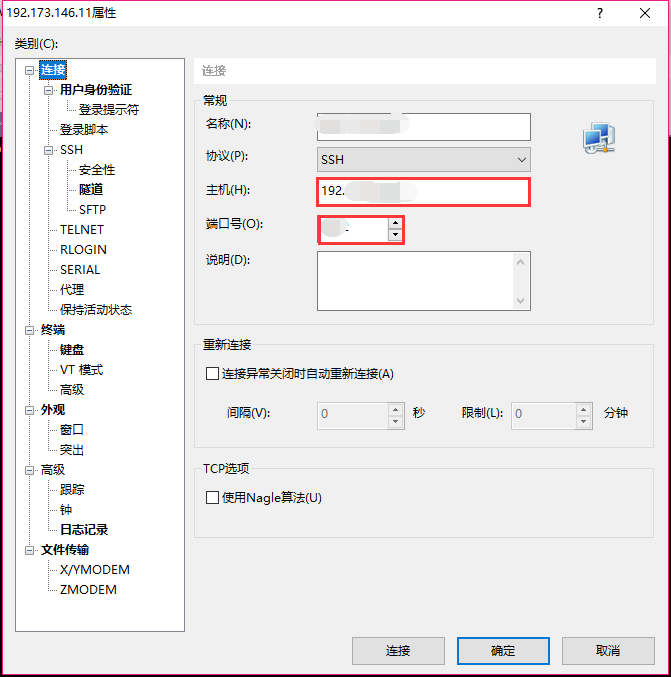 192.173.146.11属性
?
类别(C):
连接
用户身份验证
登录提示符
登录脚本
SSH
安全性
隧道
SFTP
TELNET
RLOGIN
SERIAL
代理
保持活动状态
终端
键盘
VT 模式
高级
外观
窗口
突出
高级
跟踪
钟
日志记录
文件传输
X/YMODEM
ZMODEM
连接
常规
名称(N):
协议(P): SSH
主机(H): 192.
端口号(O):
说明(D):
重新连接
连接异常关闭时自动重新连接(A)
间隔(V): 0 秒 限制(L): 0 分钟
TCP选项
使用Nagle算法(U)
连接 确定 取消